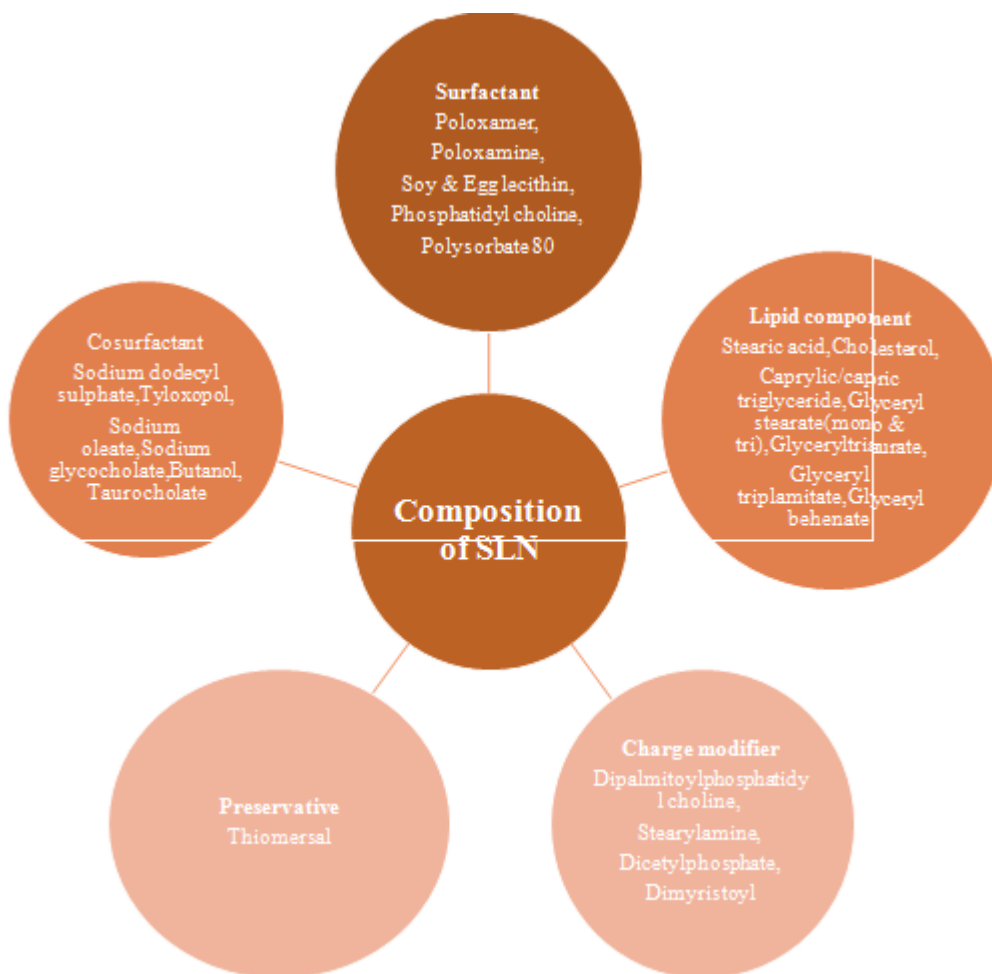 Surfactant
Poloxamer,
Poloxamine,
Soy & Egg lecithin,
Phosphatidyl choline,
Polysorbate 80
Lipid component
Stearic acid,Cholesterol,
Caprylic/capric
triglyceride,Glyceryl
stearate(mono &
tri),Glyceryltriaurate,
Glyceryl
triplamitate,Glyceryl
behenate
Cosurfactant
Sodium dodecyl
sulphate,Tyloxopol,
Sodium
oleate,Sodium
glycocholate,Butanol,
Taurocholate
Composition
of SLN
Preservative
Thiomersal
Charge modifier
Dipalmitoylphosphatidy
l choline,
Stearylamine,
Dicetylphosphate,
Dimyristoyl